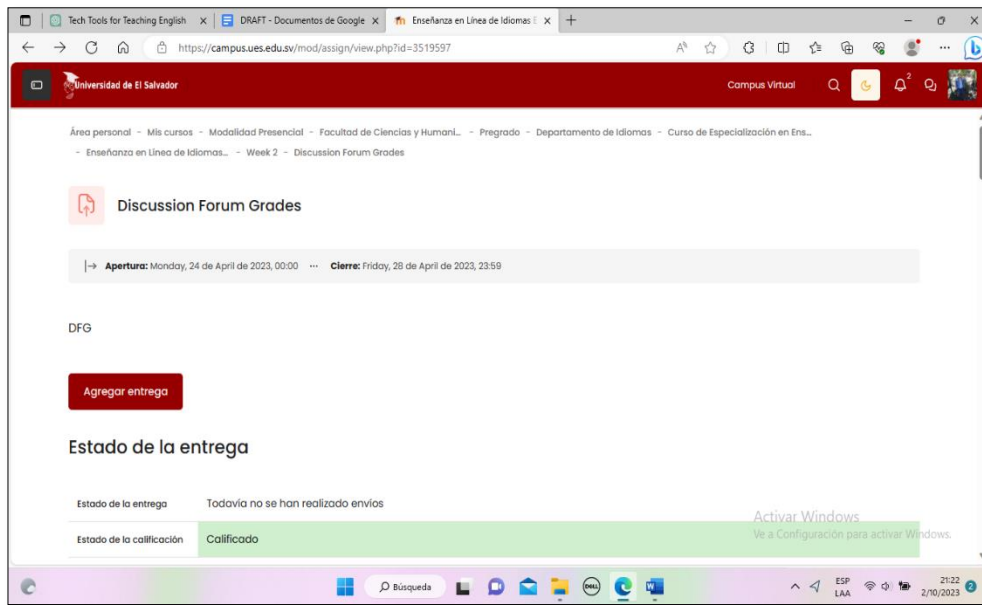 Tech Tools for Teaching English
DRAFT - Documentos de Google
Enseñanza en Línea de Idiomas E
https://campus.ues.edu.sv/mod/assign/view.php?id=3519597
Universidad de El Salvador
Campus Virtual
2
Área personal - Mis cursos - Modalidad Presencial - Facultad de Ciencias y Humani... - Pregrado - Departamento de Idiomas - Curso de Especialización en Ens...
- Enseñanza en Línea de Idiomas... - Week 2 - Discussion Forum Grades
Discussion Forum Grades
Apertura: Monday, 24 de April de 2023, 00:00 ··· Cierre: Friday, 28 de April de 2023, 23:59
DFG
Agregar entrega
Estado de la entrega
Estado de la entrega Todavía no se han realizado envíos
Estado de la calificación Calificado
Activar Windows
Ve a Configuración para activar Windows.
Búsqueda
DELL
ESP
LAA
21:22
2/10/2023
2